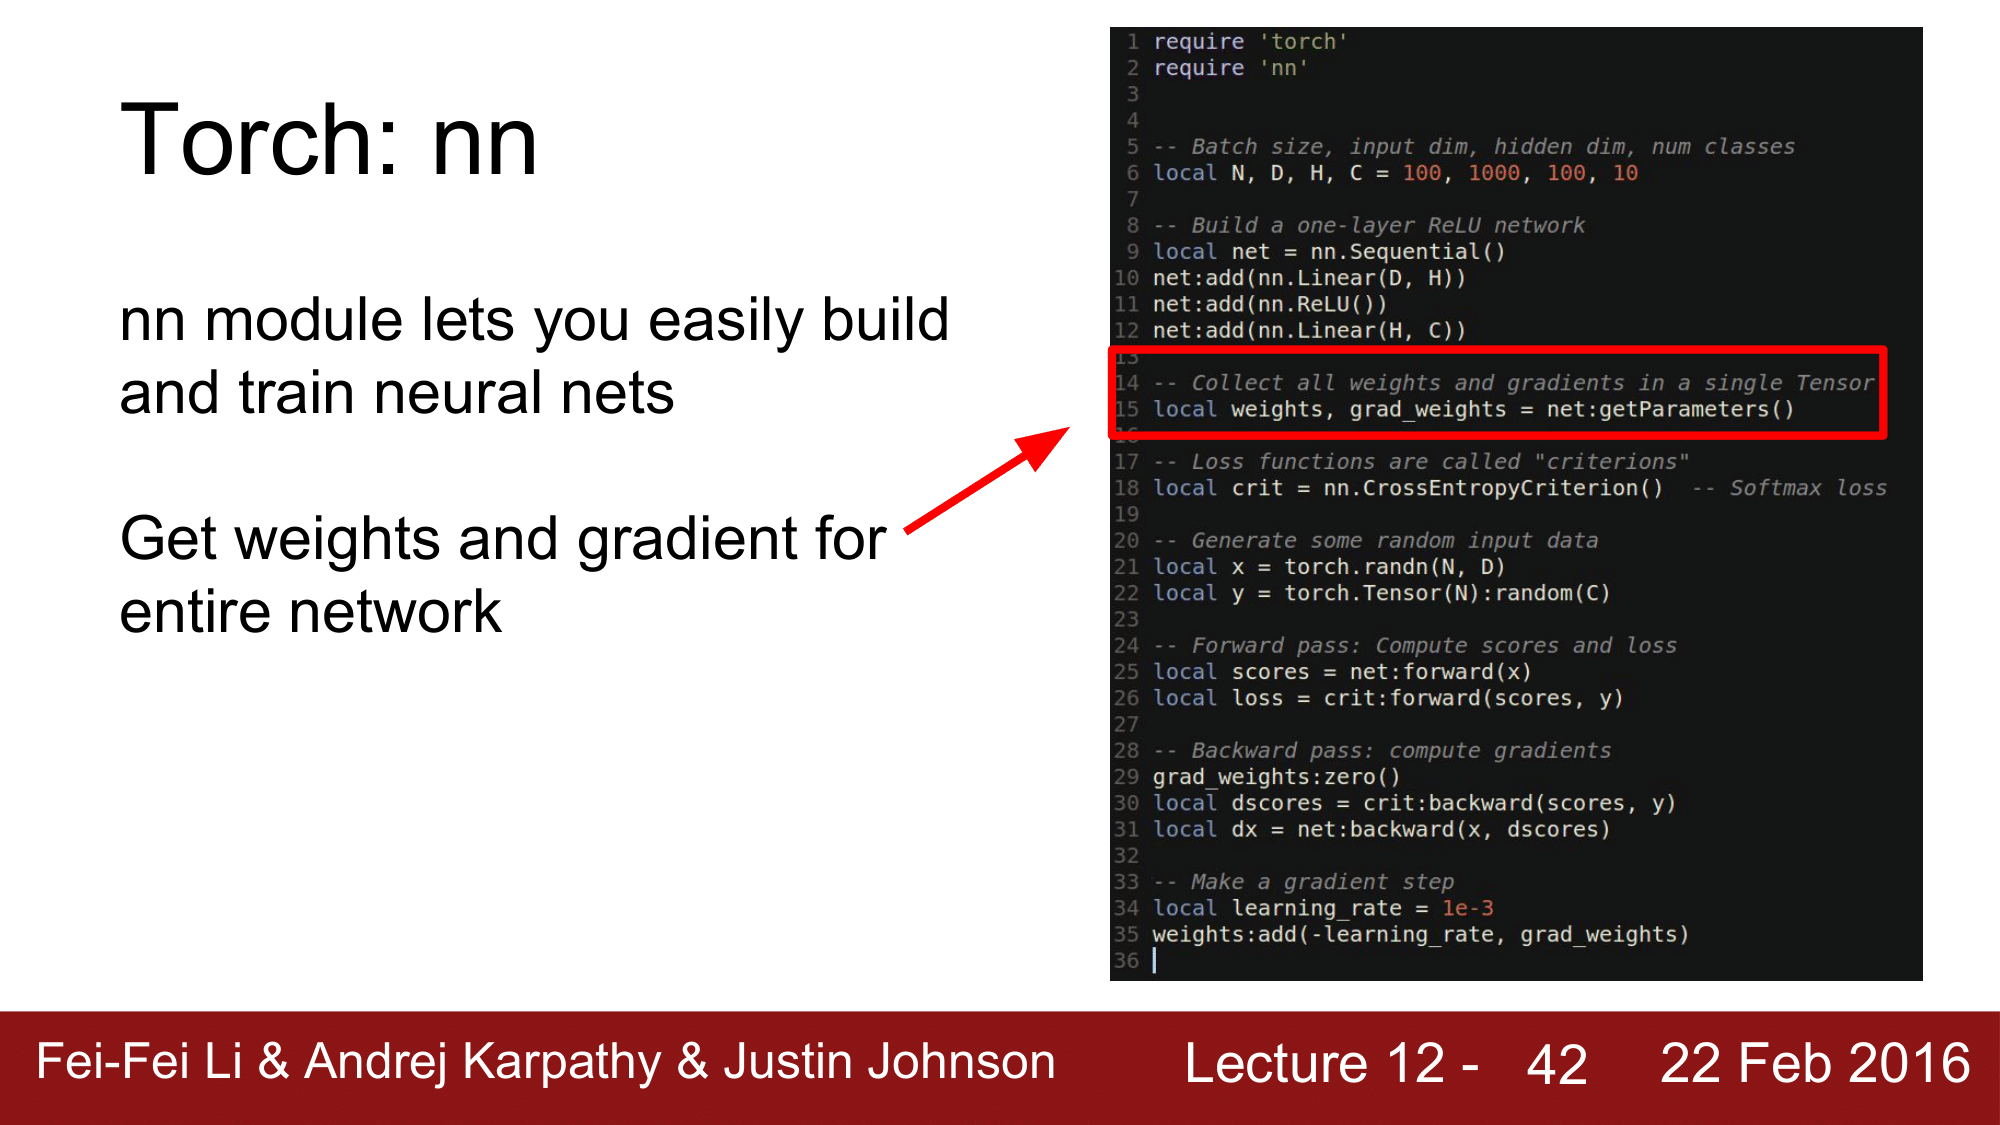 Torch: nn
nn module lets you easily build
and train neural nets
Get weights and gradient for
entire network
1 require 'torch'
2 require 'nn'
3
4
5 -- Batch size, input dim, hidden dim, num classes
6 local N, D, H, C = 100, 1000, 100, 10
7
8 -- Build a one-layer ReLU network
9 local net = nn.Sequential()
10 net:add(nn.Linear(D, H))
11 net:add(nn.ReLU())
12 net:add(nn.Linear(H, C))
13
14 -- Collect all weights and gradients in a single Tensor
15 local weights, grad_weights = net:getParameters()
16
17 -- Loss functions are called "criterions"
18 local crit = nn.CrossEntropyCriterion()  -- Softmax loss
19
20 -- Generate some random input data
21 local x = torch.randn(N, D)
22 local y = torch.Tensor(N):random(C)
23
24 -- Forward pass: Compute scores and loss
25 local scores = net:forward(x)
26 local loss = crit:forward(scores, y)
27
28 -- Backward pass: compute gradients
29 grad_weights:zero()
30 local dscores = crit:backward(scores, y)
31 local dx = net:backward(x, dscores)
32
33 -- Make a gradient step
34 local learning_rate = 1e-3
35 weights:add(-learning_rate, grad_weights)
36
Fei-Fei Li & Andrej Karpathy & Justin Johnson Lecture 12 - 42 22 Feb 2016